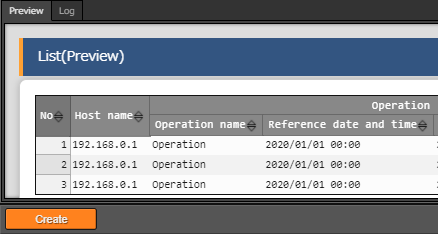 Preview Log
List(Preview)
Operation
No Host name Operation name Reference date and time
1 192.168.0.1 Operation 2020/01/01 00:00
2 192.168.0.1 Operation 2020/01/01 00:00
3 192.168.0.1 Operation 2020/01/01 00:00
Create